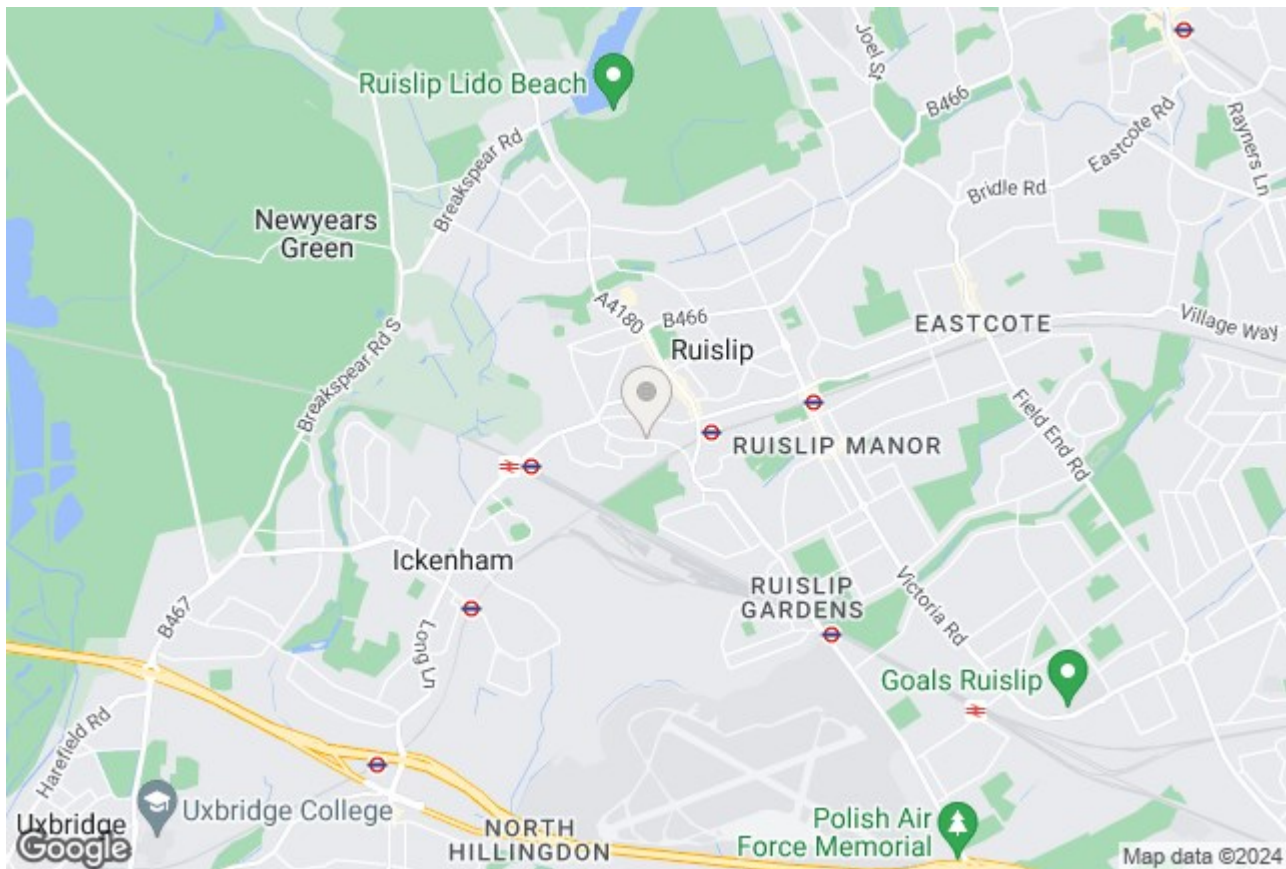 Joel St
Ruislip Lido Beach
B466
Eastcote Rd
Rayners Ln
Breakspear Rd
Bridle Rd
Newyears
Green
A4180
B466
EASTCOTE
Village Way
Ruislip
Breakspear Rd S
Field End Rd
RUISLIP MANOR
Ickenham
RUISLIP
GARDENS
Victoria Rd
B467
Long Ln
Goals Ruislip
Harefield Rd
Uxbridge College
Polish Air
Force Memorial
Uxbridge
Google
NORTH
HILLINGDON
Map data ©2024